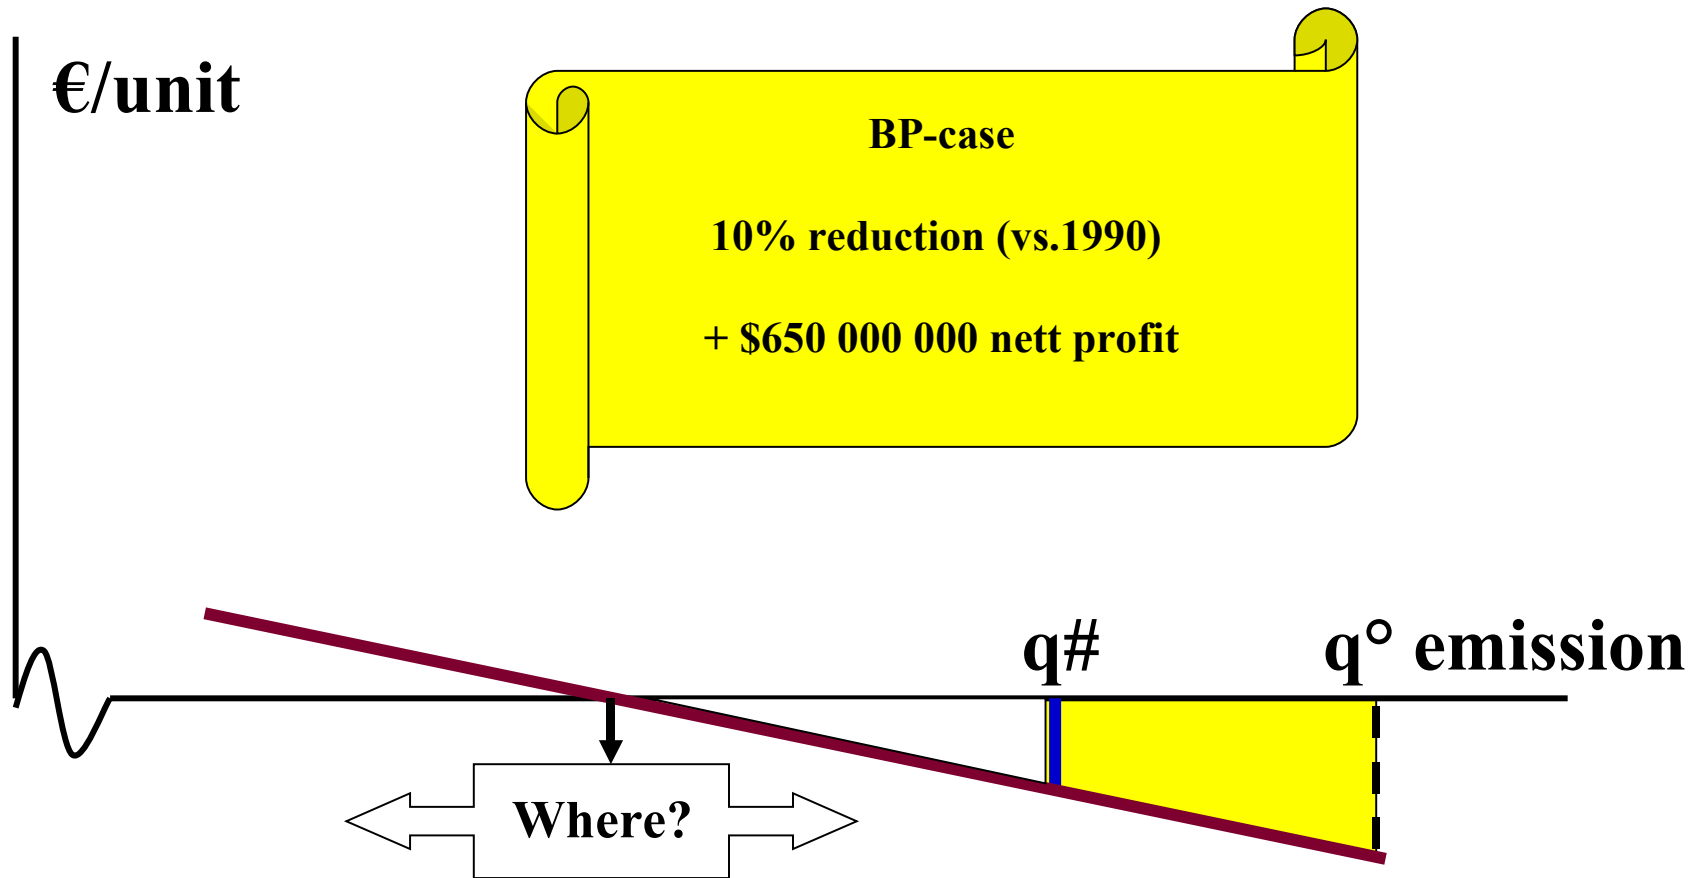 €/unit
BP-case
10% reduction (vs.1990)
+ $650 000 000 nett profit
q#
q° emission
Where?